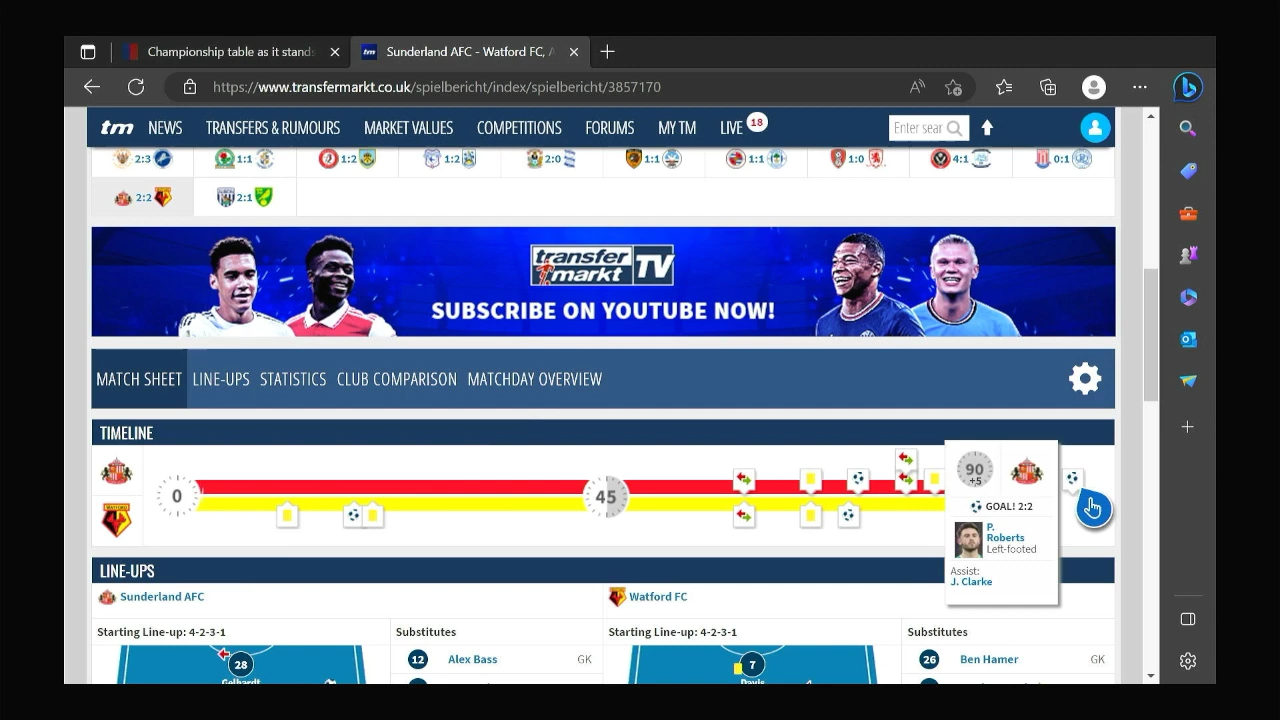 Championship table as it stands
Sunderland AFC - Watford FC, A
https://www.transfermarkt.co.uk/spielbericht/index/spielbericht/3857170
tm NEWS TRANSFERS & RUMOURS MARKET VALUES COMPETITIONS FORUMS MY TM LIVE 18 Enter sear
2:3 1:1 1:2 1:2 2:0 1:1 1:1 1:0 4:1 0:1
2:2 2:1
transfer markt TV
SUBSCRIBE ON YOUTUBE NOW!
MATCH SHEET LINE-UPS STATISTICS CLUB COMPARISON MATCHDAY OVERVIEW
TIMELINE
0 45
90 +5
GOAL! 2:2
P. Roberts
Left-footed
Assist:
J. Clarke
LINE-UPS
Sunderland AFC Watford FC
Starting Line-up: 4-2-3-1 Substitutes Starting Line-up: 4-2-3-1 Substitutes
28 12 Alex Bass GK 7 26 Ben Hamer GK
Gelhardt Davis